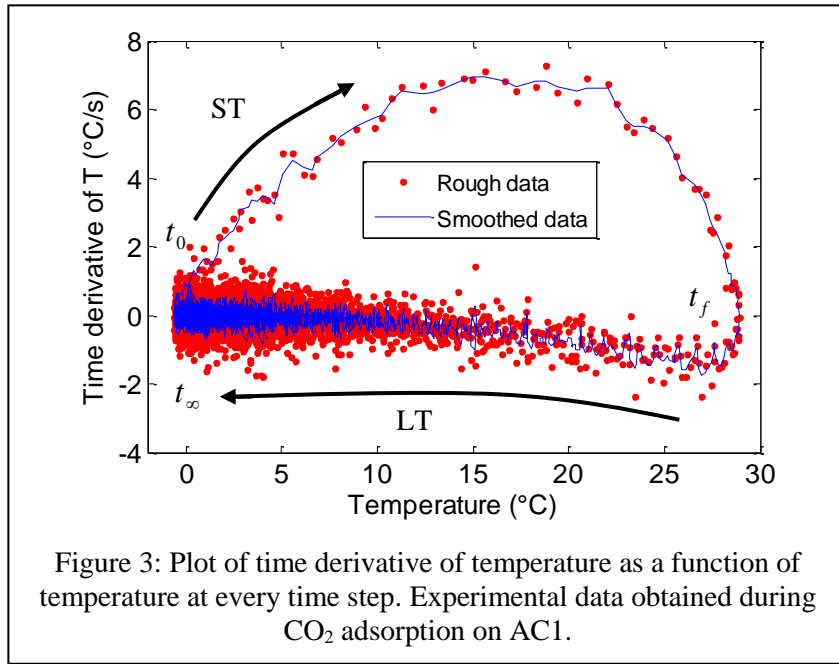 8
6
4
2
0
-2
-4
Time derivative of T (°C/s)
ST
t0
Rough data
Smoothed data
tf
t∞
LT
0 5 10 15 20 25 30
Temperature (°C)
Figure 3: Plot of time derivative of temperature as a function of
temperature at every time step. Experimental data obtained during
CO₂ adsorption on AC1.